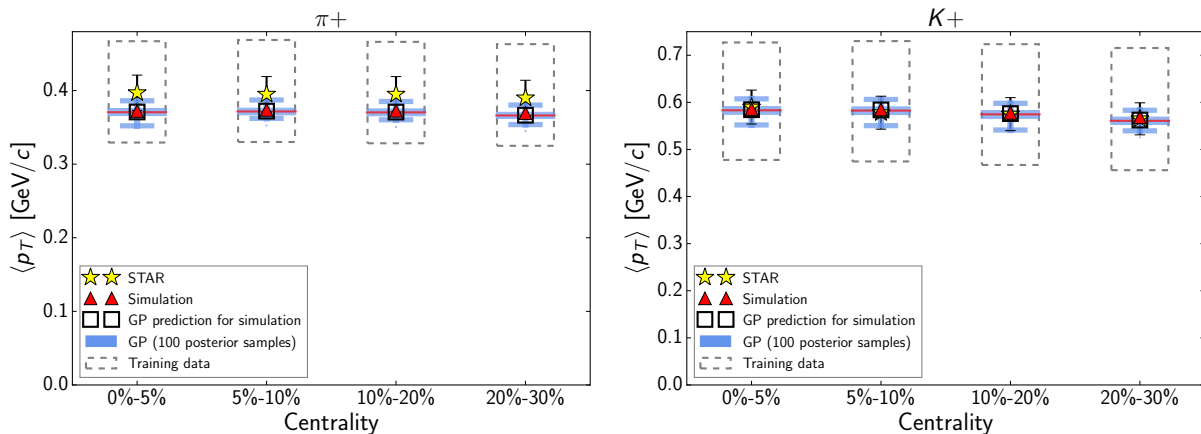 π+
⟨pT⟩ [GeV/c]
0.4
0.3
0.2
0.1
0.0
STAR
Simulation
GP prediction for simulation
GP (100 posterior samples)
Training data
0%-5% 5%-10% 10%-20% 20%-30%
Centrality
K+
⟨pT⟩ [GeV/c]
0.7
0.6
0.5
0.4
0.3
0.2
0.1
0.0
STAR
Simulation
GP prediction for simulation
GP (100 posterior samples)
Training data
0%-5% 5%-10% 10%-20% 20%-30%
Centrality